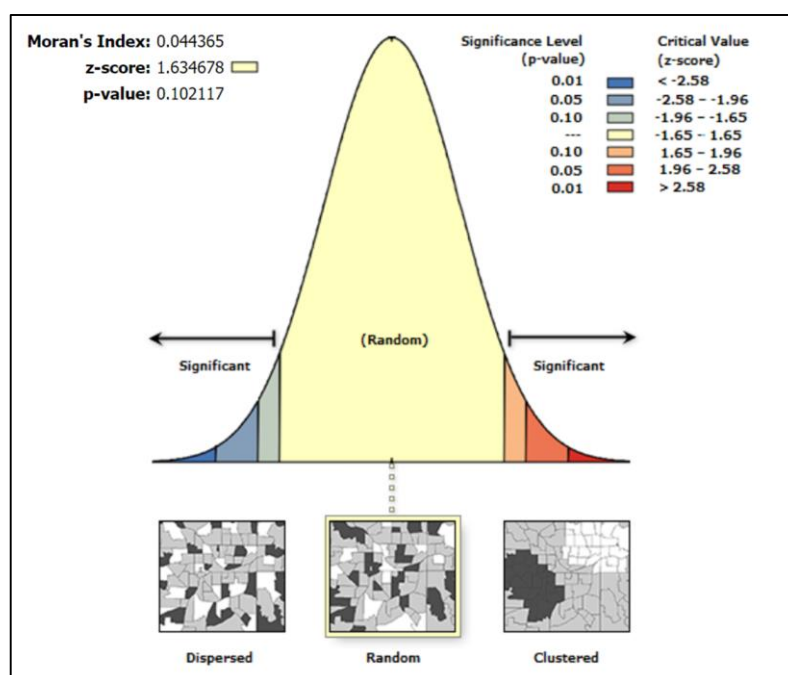 Moran's Index: 0.044365
z-score: 1.634678
p-value: 0.102117
Significance Level
(p-value)
Critical Value
(z-score)
0.01 < -2.58
0.05 -2.58 – -1.96
0.10 -1.96 – -1.65
--- -1.65 – 1.65
0.10 1.65 – 1.96
0.05 1.96 – 2.58
0.01 > 2.58
(Random)
Significant
Significant
Dispersed
Random
Clustered